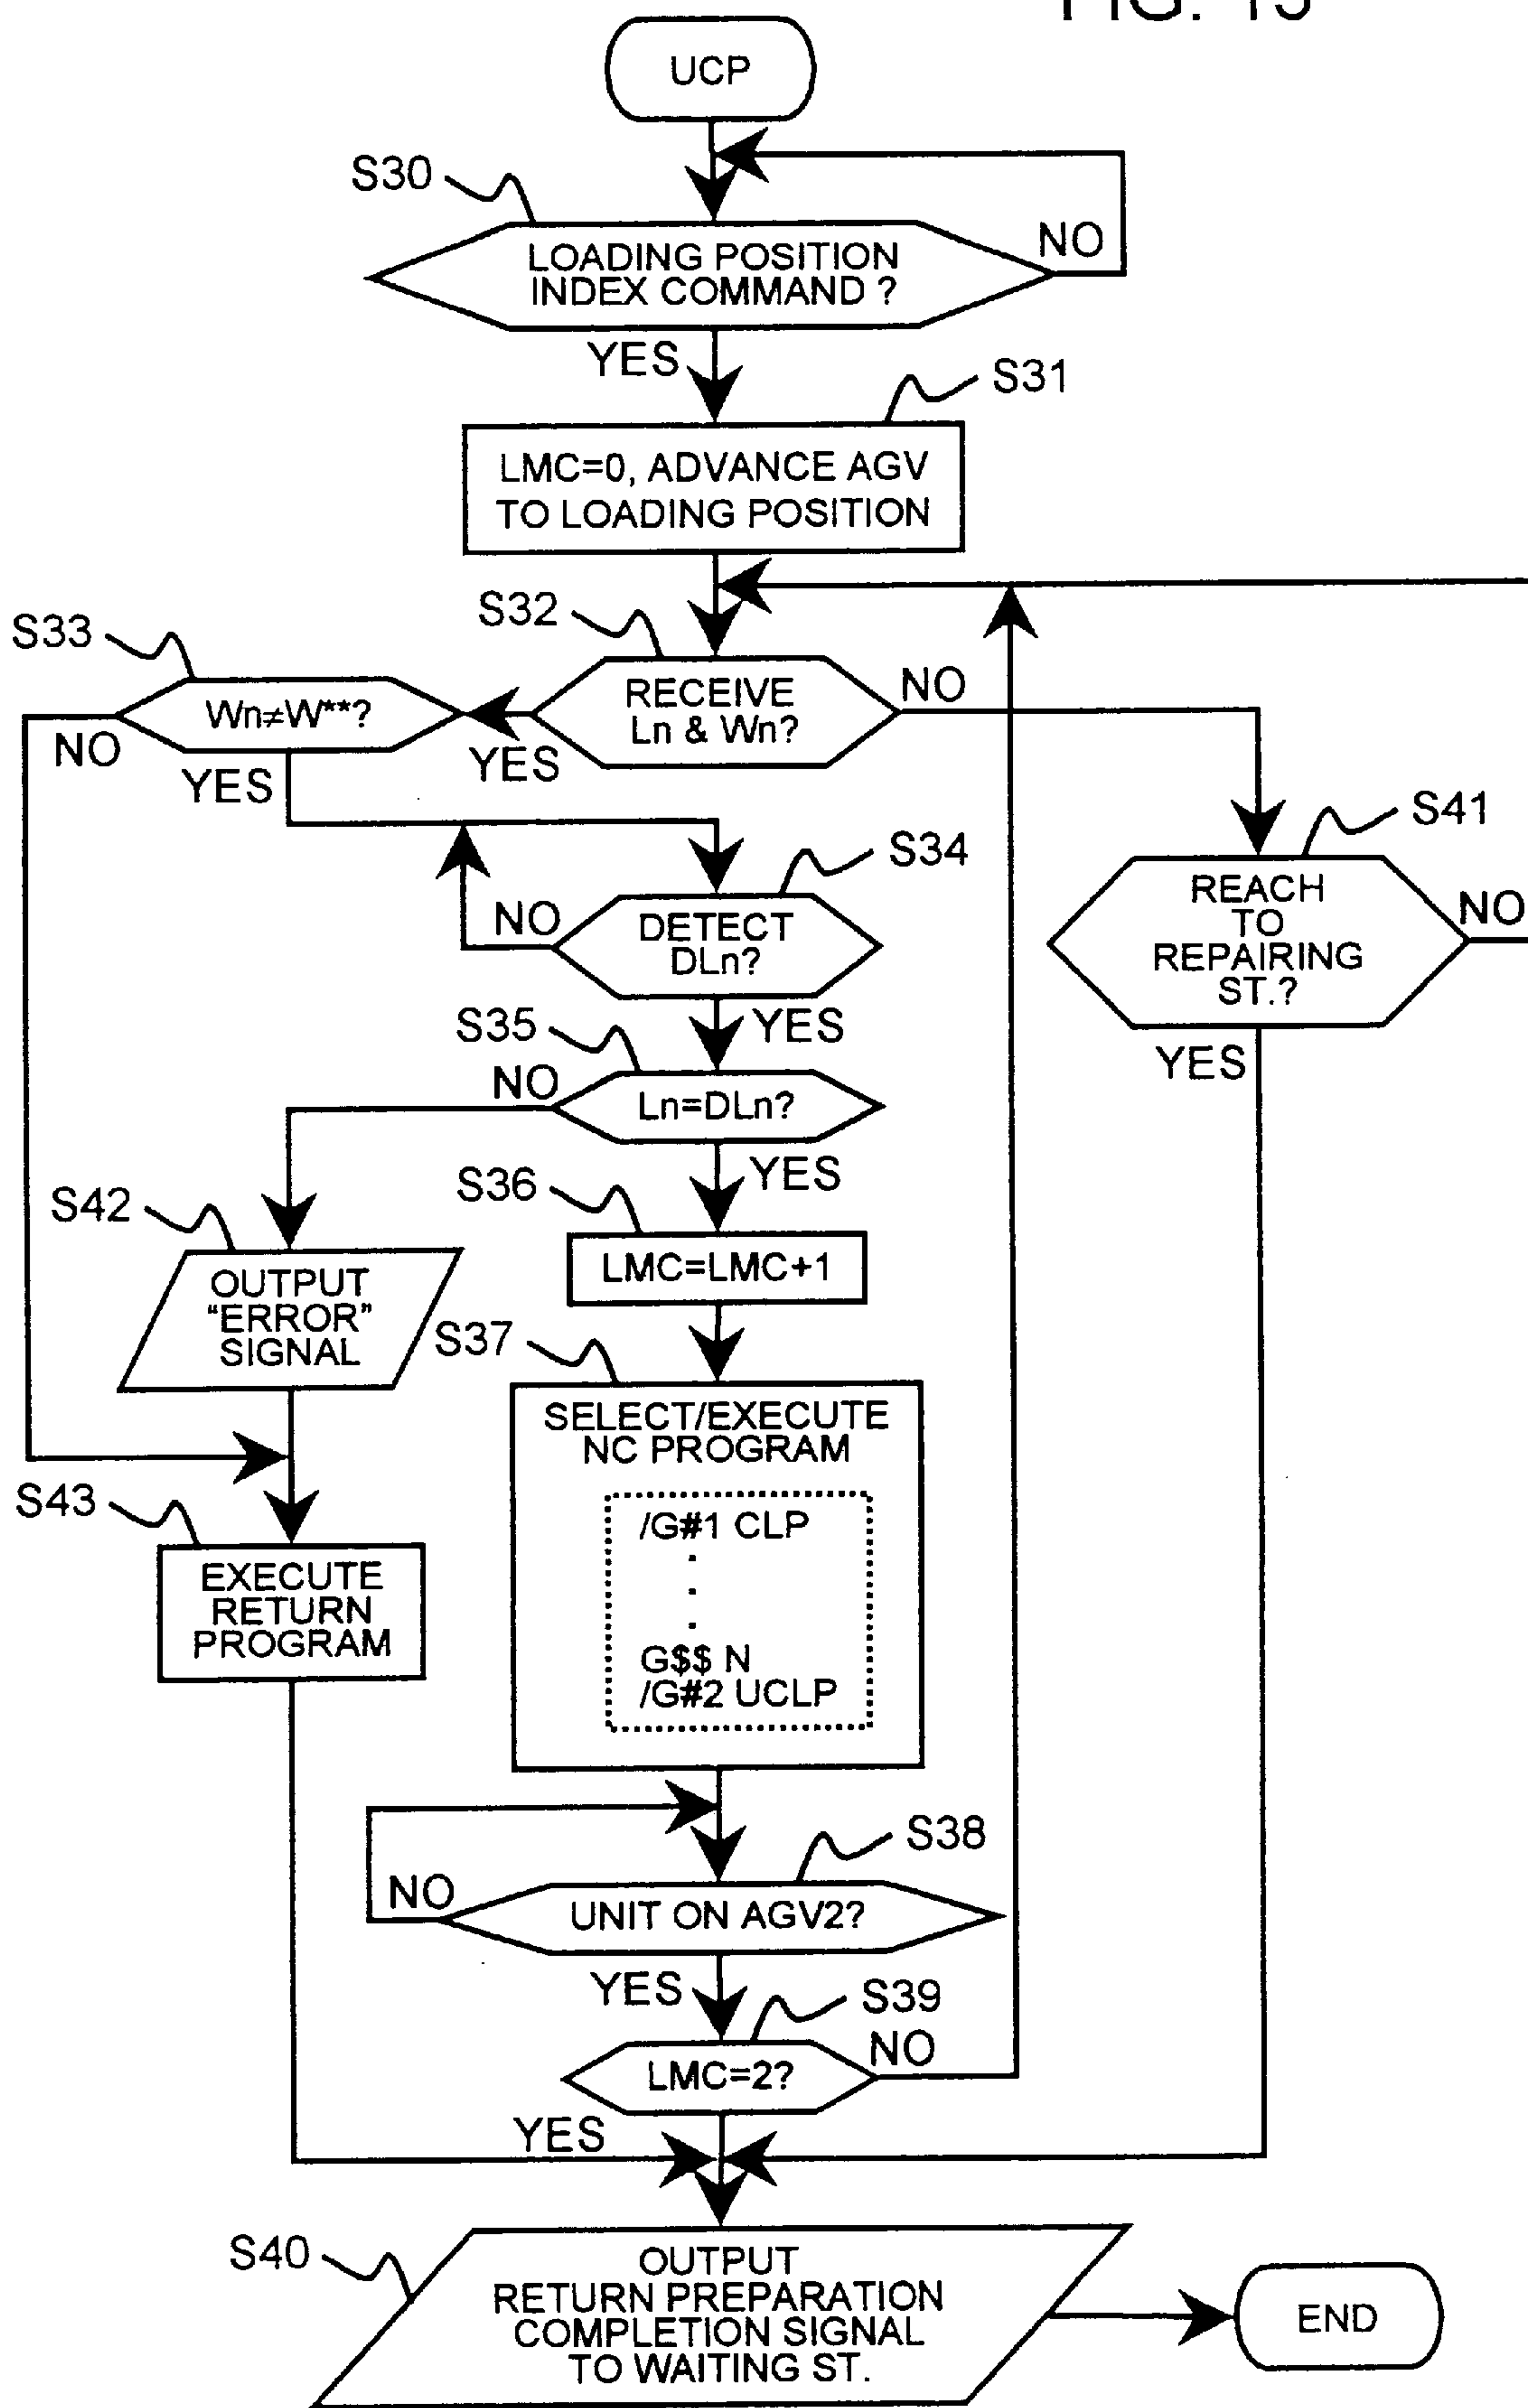 FIG. 15
UCP
S30
LOADING POSITION
INDEX COMMAND ?
NO
YES
S31
LMC=0, ADVANCE AGV
TO LOADING POSITION
S32
S33
RECEIVE
Ln & Wn?
NO
YES
Wn≠W**?
NO
YES
S34
S41
DETECT
DLn?
NO
YES
REACH
TO
REPAIRING
ST.?
NO
YES
S35
Ln=DLn?
NO
YES
S36
LMC=LMC+1
S42
OUTPUT
"ERROR"
SIGNAL
S37
SELECT/EXECUTE
NC PROGRAM
/G#1 CLP
.
.
.
G$$ N
/G#2 UCLP
S43
EXECUTE
RETURN
PROGRAM
S38
UNIT ON AGV2?
NO
YES
S39
LMC=2?
NO
YES
S40
OUTPUT
RETURN PREPARATION
COMPLETION SIGNAL
TO WAITING ST.
END